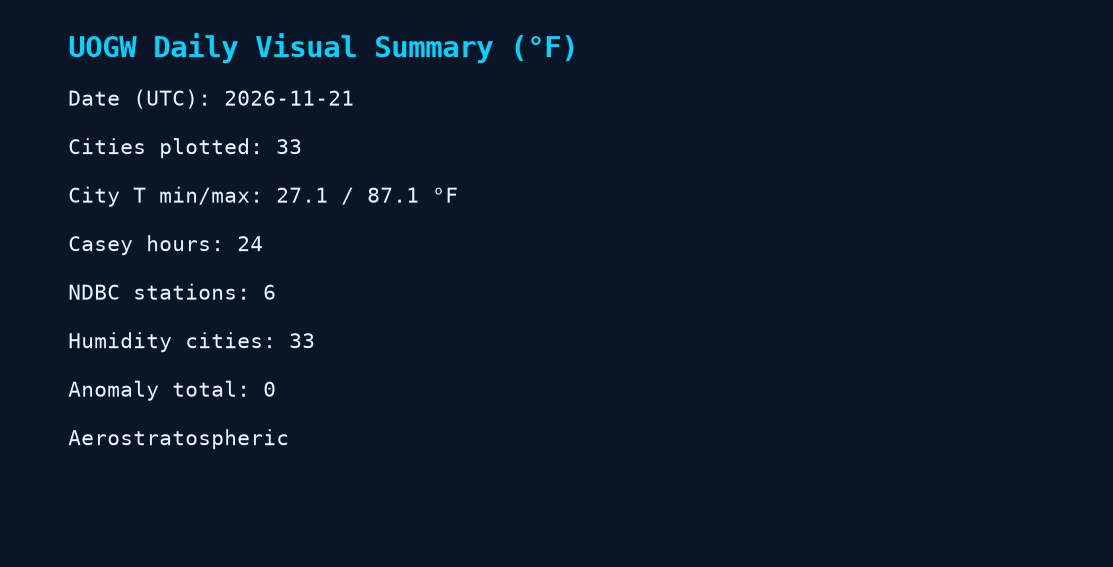 UOGW Daily Visual Summary (°F)
Date (UTC): 2026-11-21
Cities plotted: 33
City T min/max: 27.1 / 87.1 °F
Casey hours: 24
NDBC stations: 6
Humidity cities: 33
Anomaly total: 0
Aerostratospheric